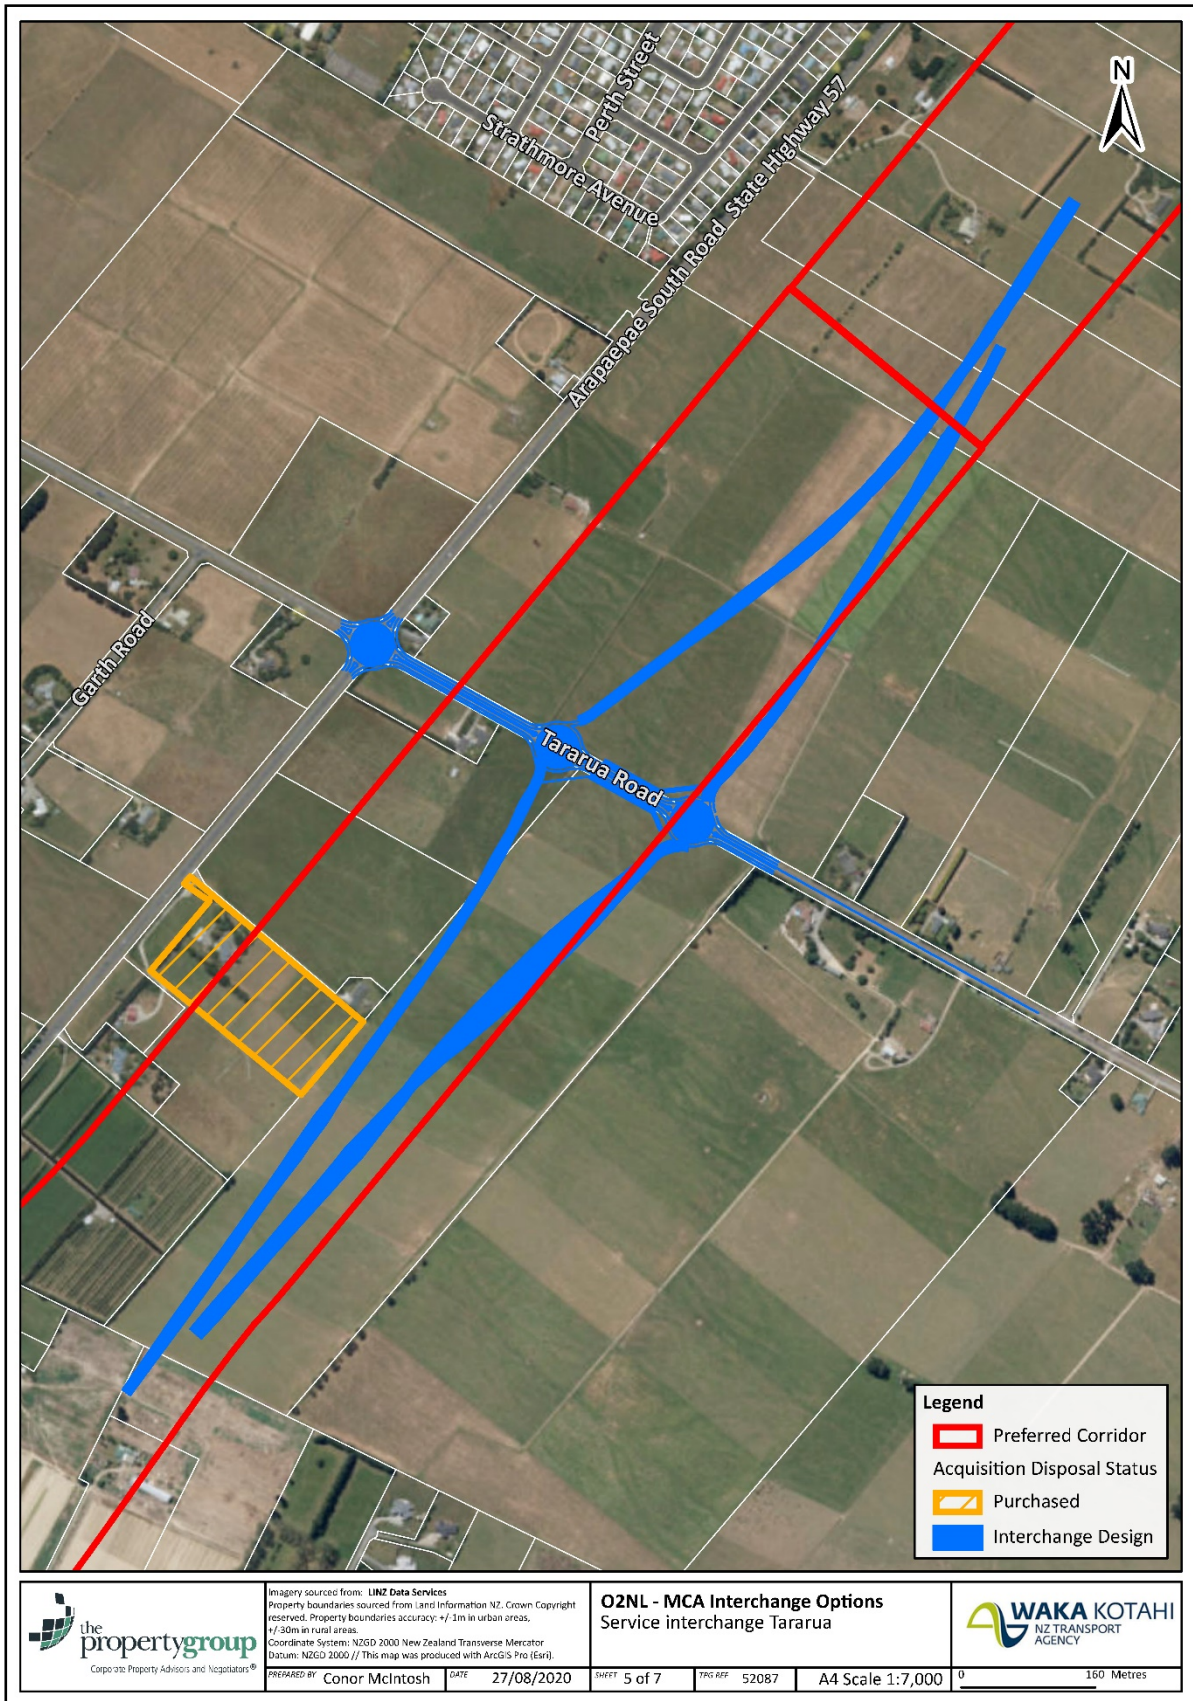 N
Perth Street
Strathmore Avenue
Arapaepae South Road State Highway 57
Garth Road
Tararua Road
Legend
Preferred Corridor
Acquisition Disposal Status
Purchased
Interchange Design
the
propertygroup
Corporate Property Advisors and Negotiators®
Imagery sourced from: LINZ Data Services
Property boundaries sourced from Land Information NZ. Crown Copyright
reserved. Property boundaries accuracy: +/-1m in urban areas,
+/-30m in rural areas.
Coordinate System: NZGD 2000 New Zealand Transverse Mercator
Datum: NZGD 2000 // This map was produced with ArcGIS Pro (Esri).
PREPARED BY Conor McIntosh
DATE 27/08/2020
O2NL - MCA Interchange Options
Service interchange Tararua
SHEET 5 of 7
TPG REF 52087
A4 Scale 1:7,000
WAKA KOTAHI
NZ TRANSPORT
AGENCY
0 160 Metres